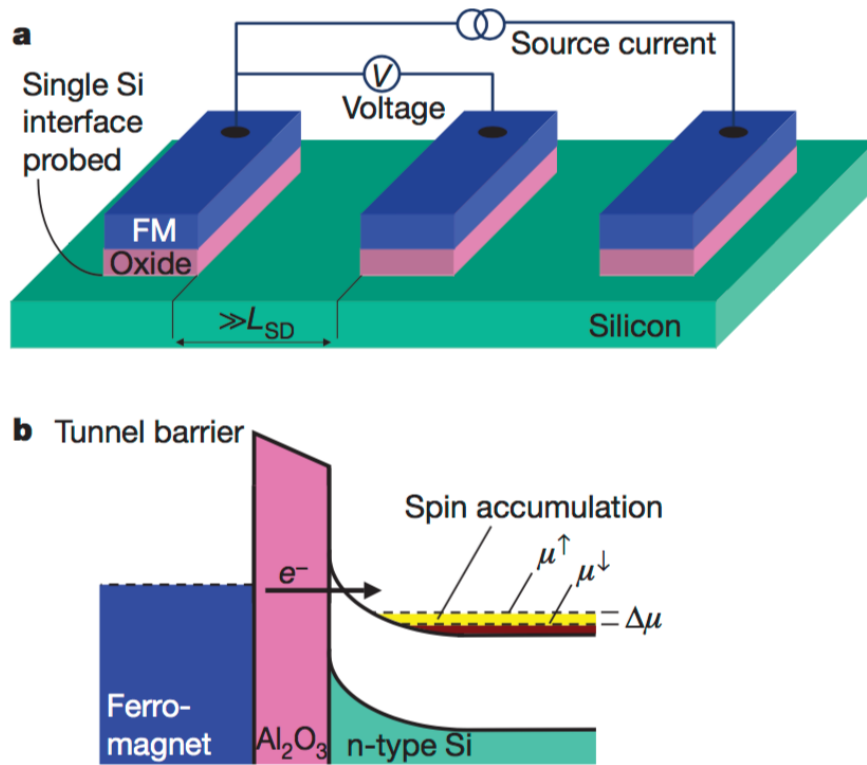 a
Source current
V
Voltage
Single Si
interface
probed
FM
Oxide
≫L_SD
Silicon
b Tunnel barrier
Spin accumulation
μ↑
μ↓
e⁻
Δμ
Ferro-
magnet
Al₂O₃
n-type Si